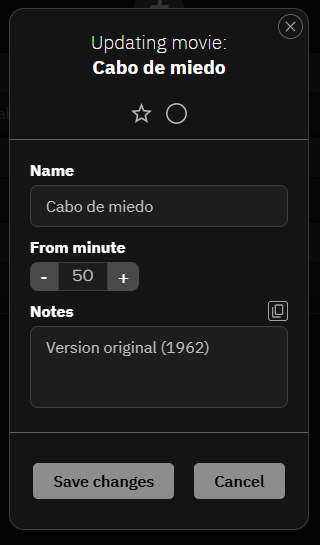 Updating movie:
Cabo de miedo
Name
Cabo de miedo
From minute
- 50 +
Notes
Version original (1962)
Save changes Cancel